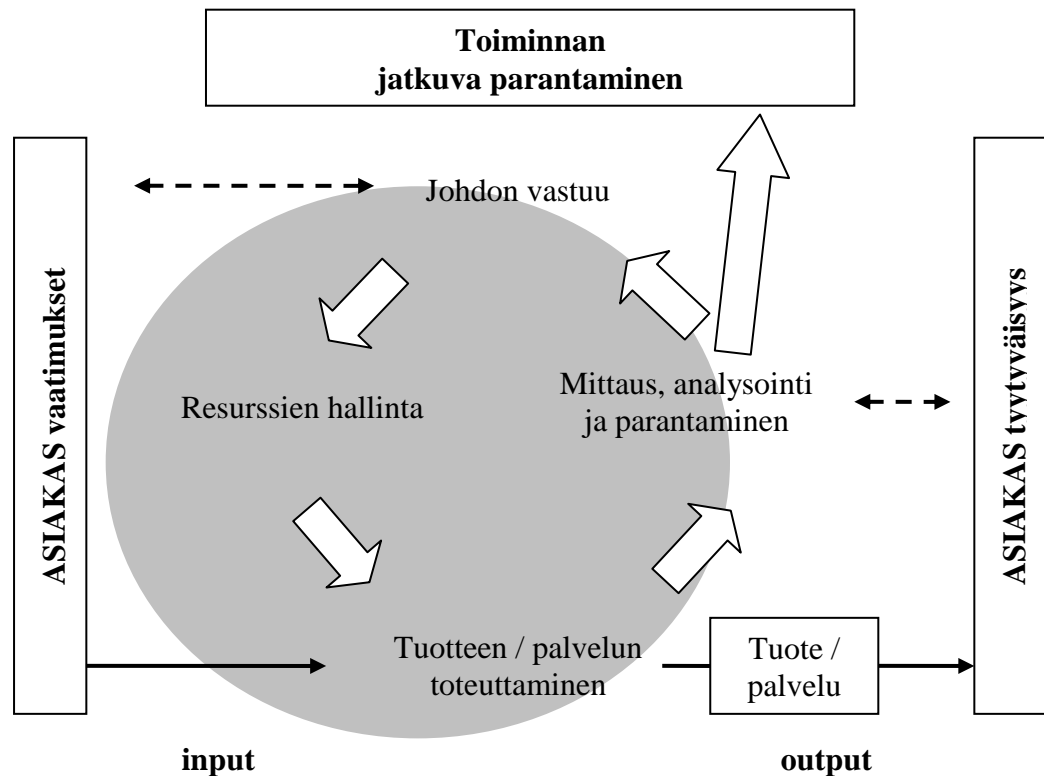 Toiminnan
jatkuva parantaminen
Johdon vastuu
ASIAKAS vaatimukset
Resurssien hallinta
Mittaus, analysointi
ja parantaminen
ASIAKAS tyytyväisyys
Tuotteen / palvelun
toteuttaminen
Tuote /
palvelu
input
output